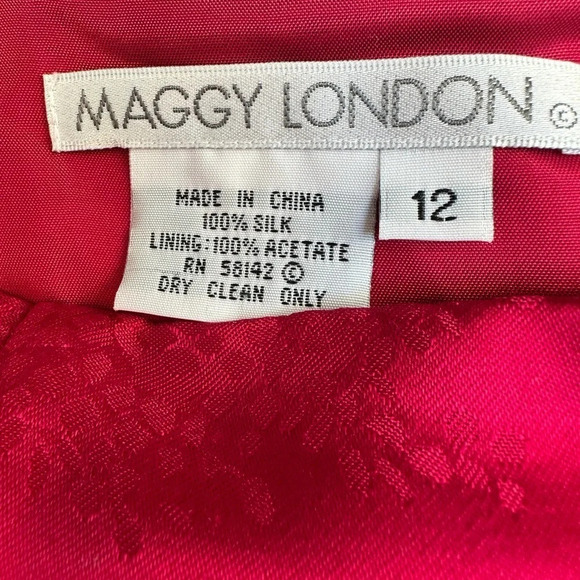 MAGGY LONDON ©
12
MADE IN CHINA
100% SILK
LINING:100% ACETATE
RN 58142 ©
DRY CLEAN ONLY